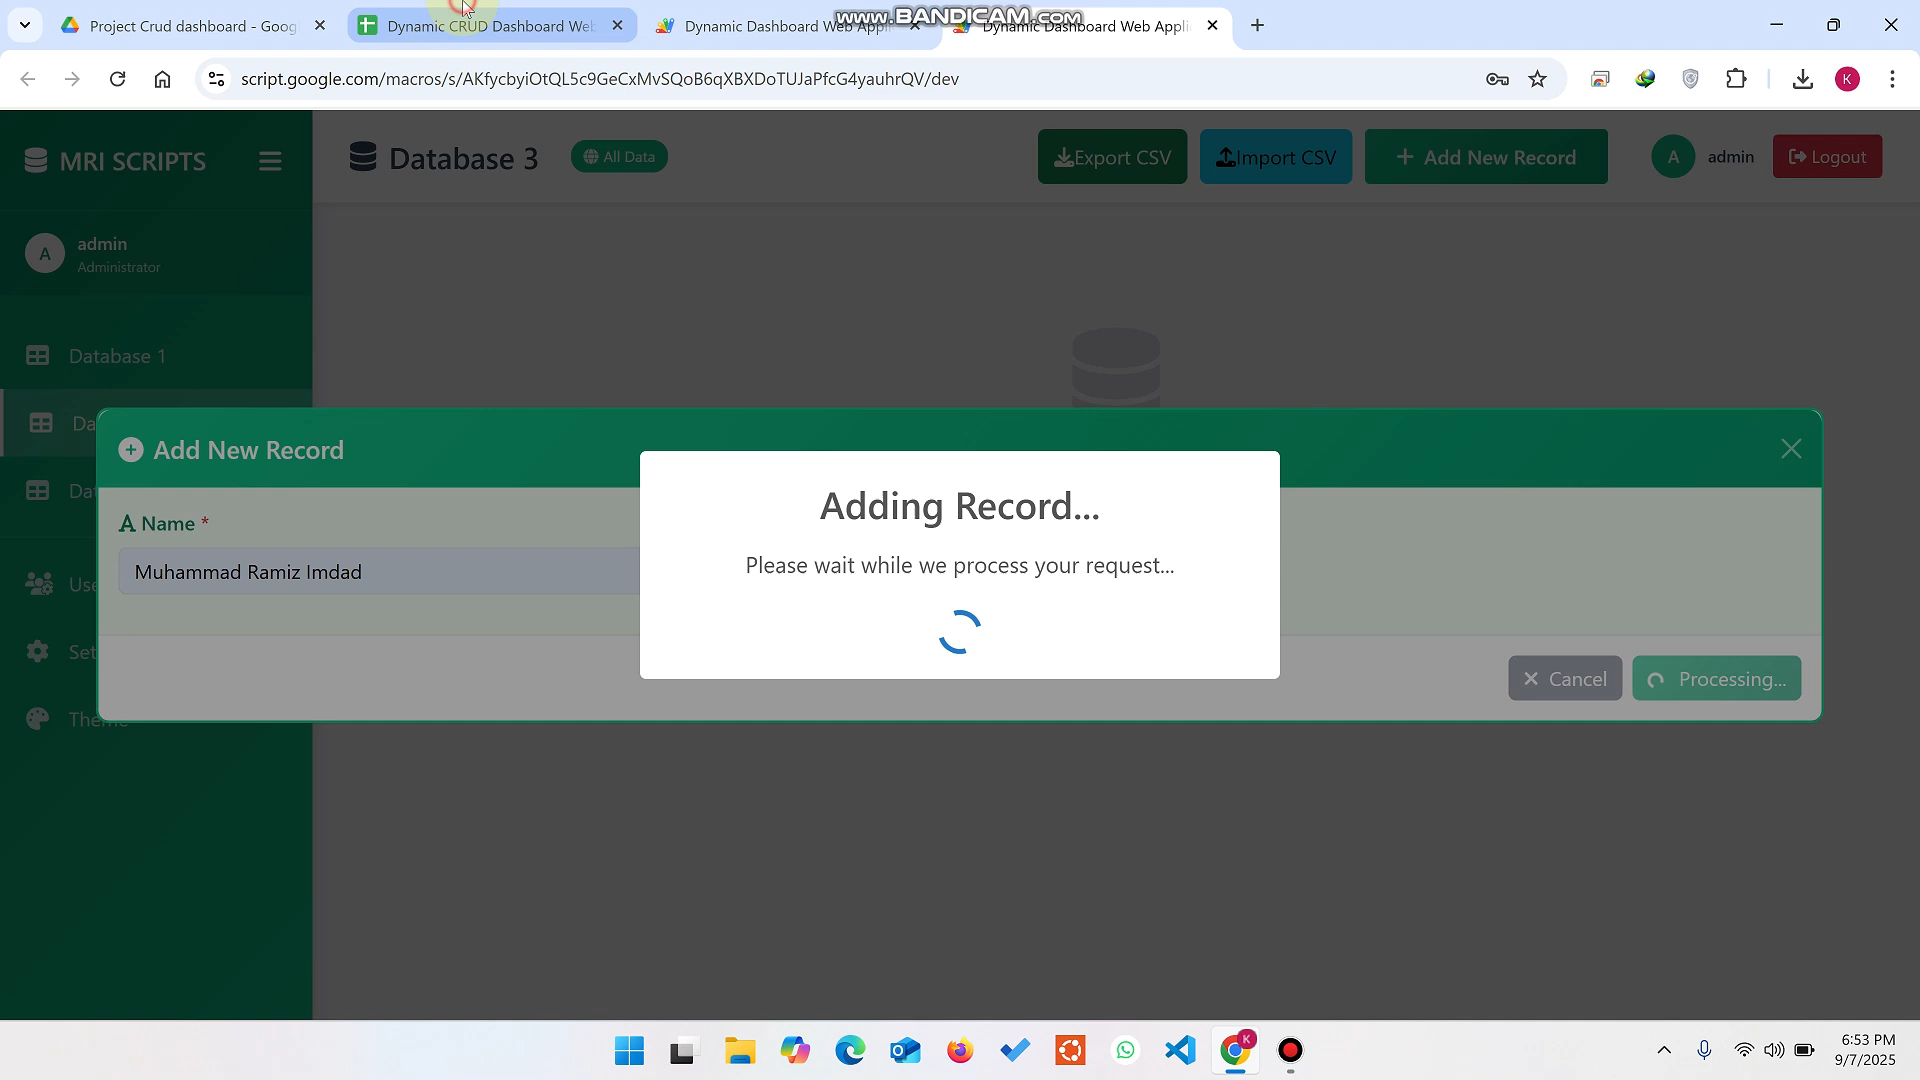 Project Crud dashboard - Goog
Dynamic CRUD Dashboard Web
Dynamic Dashboard Web Appli
Dynamic Dashboard Web Appli
www.BANDICAM.com
script.google.com/macros/s/AKfycbyiOtQL5c9GeCxMvSQoB6qXBXDoTUJaPfcG4yauhrQV/dev
K
MRI SCRIPTS
Database 3
All Data
Export CSV
Import CSV
Add New Record
A
admin
Logout
A
admin
Administrator
Database 1
Da
Dat
Use
Set
Theme
Add New Record
A Name *
Muhammad Ramiz Imdad
Adding Record...
Please wait while we process your request...
Cancel
Processing...
K
6:53 PM
9/7/2025